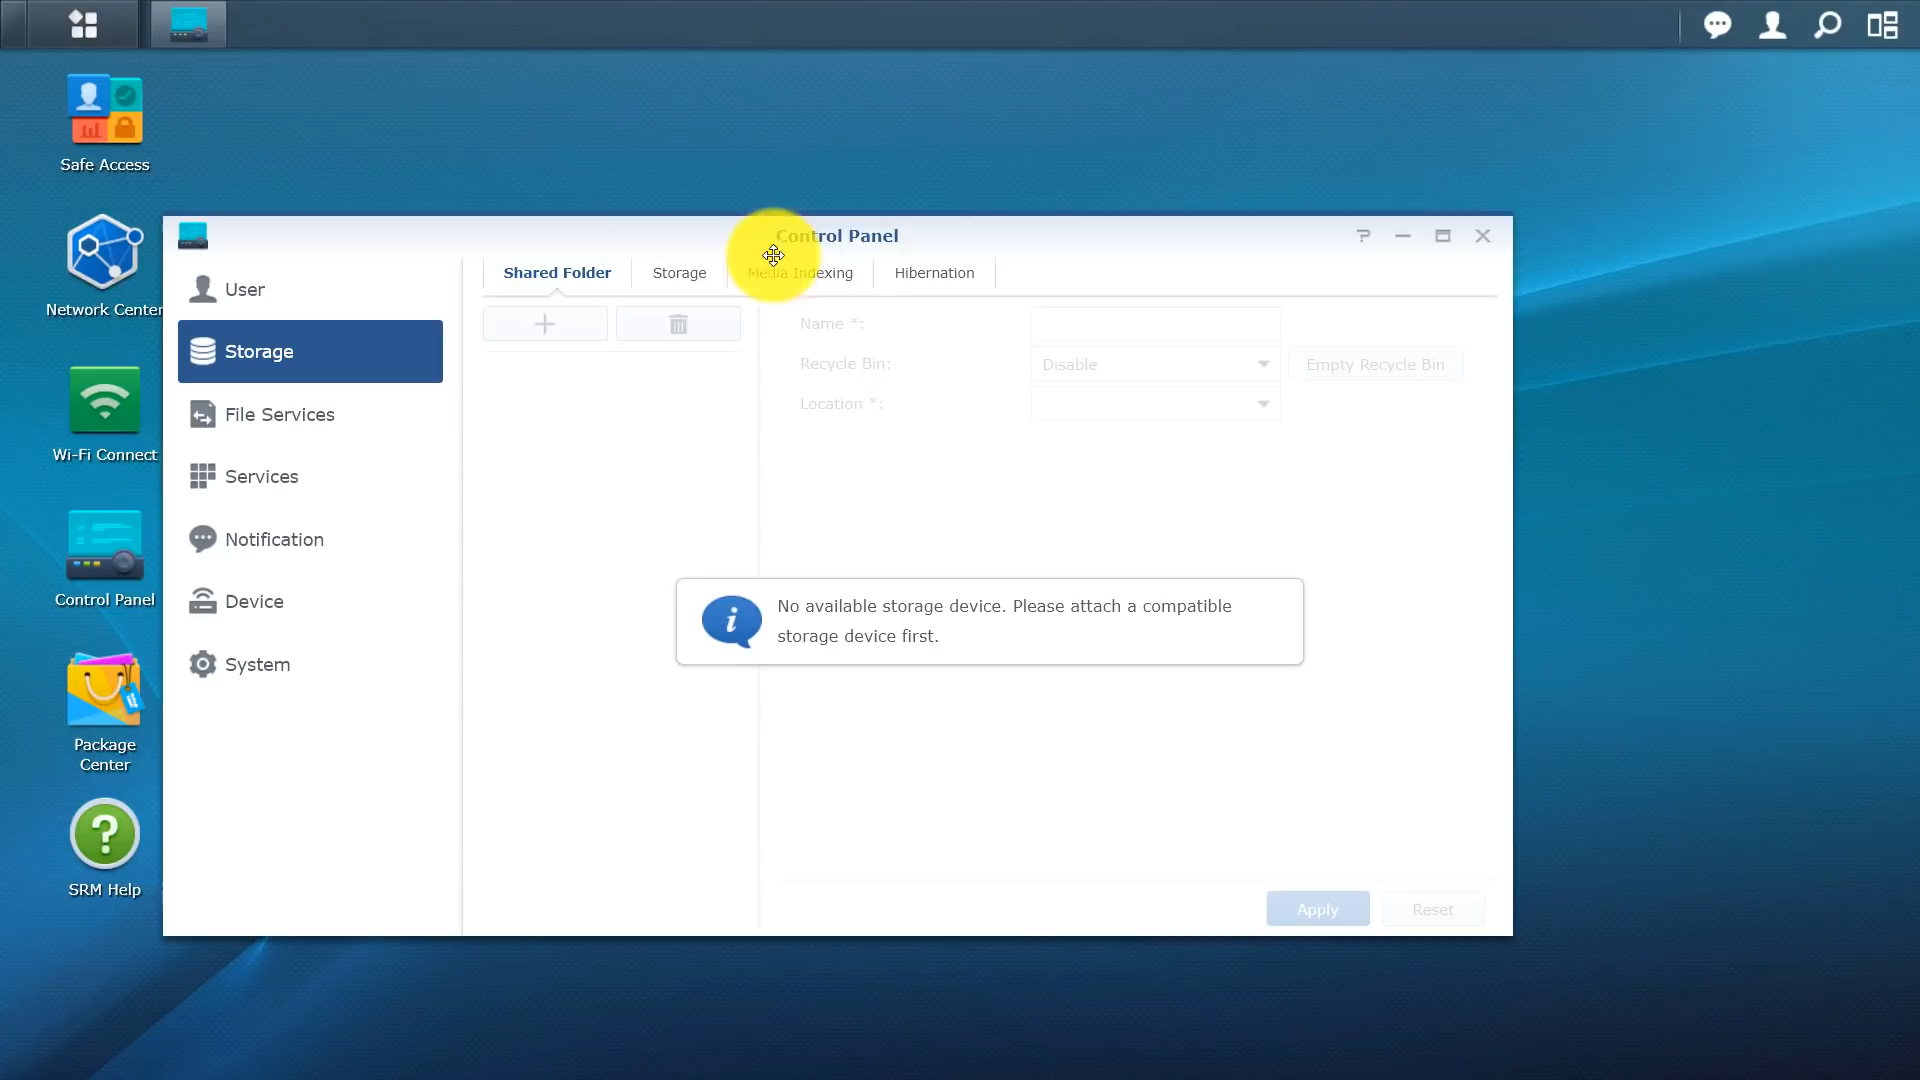 Safe Access
Network Center
Wi-Fi Connect
Control Panel
Package
Center
SRM Help
Control Panel
User
Storage
File Services
Services
Notification
Device
System
Shared Folder
Storage
Media Indexing
Hibernation
Name *:
Recycle Bin:
Disable
Empty Recycle Bin
Location *:
No available storage device. Please attach a compatible
storage device first.
Apply
Reset